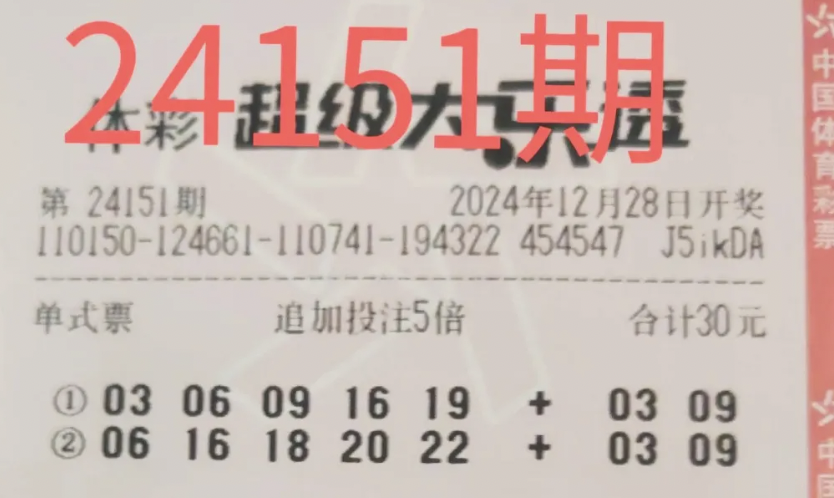 24151期
体彩 超级大乐透
第 24151期 2024年12月28日开奖
110150-124661-110741-194322 454547 J5ikDA
单式票 追加投注5倍 合计30元
① 03 06 09 16 19 + 03 09
② 06 16 18 20 22 + 03 09
中国体育彩票
中国